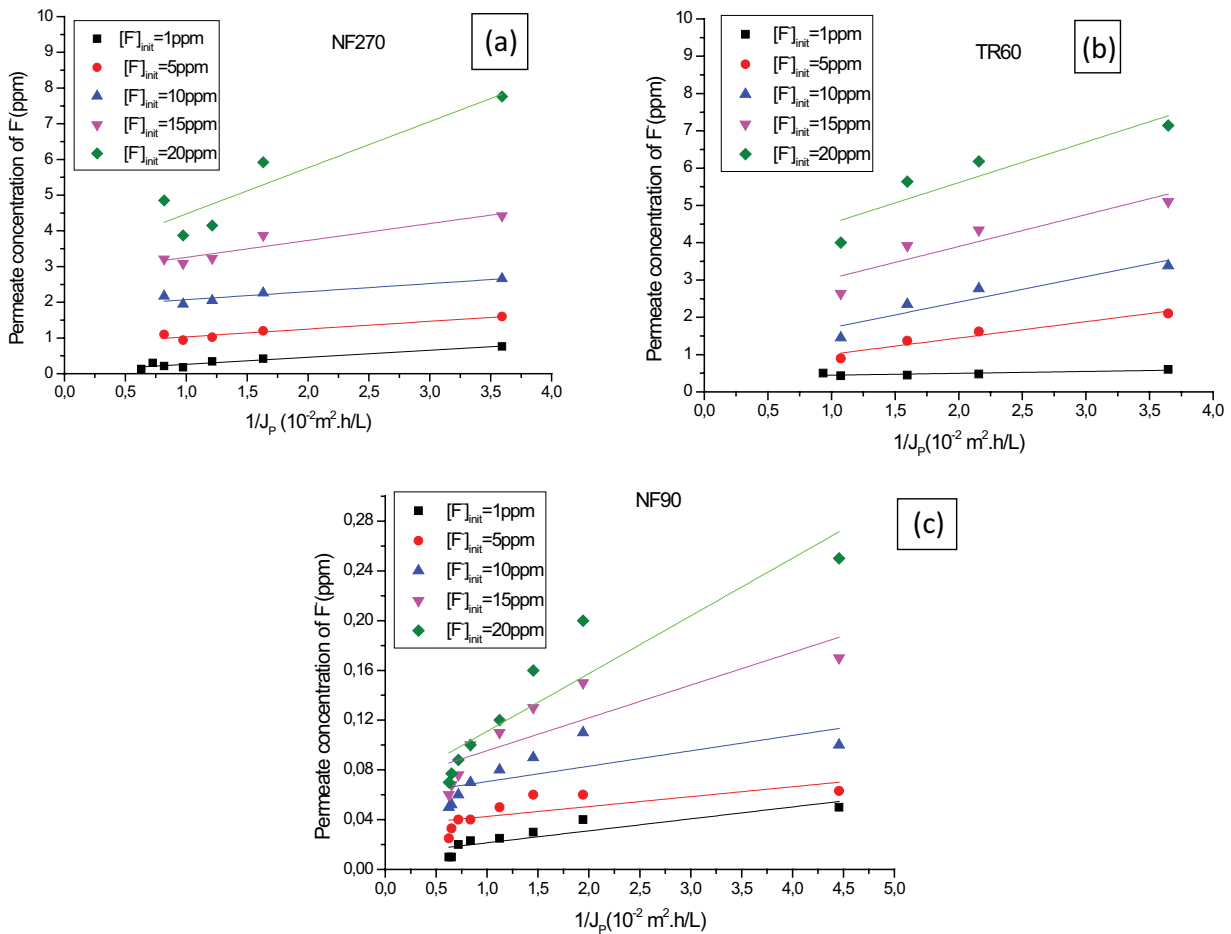 NF270
(a)
[F⁻]init=1ppm
[F⁻]init=5ppm
[F⁻]init=10ppm
[F⁻]init=15ppm
[F⁻]init=20ppm
Permeate concentration of F⁻(ppm)
10
9
8
7
6
5
4
3
2
1
0
0,0 0,5 1,0 1,5 2,0 2,5 3,0 3,5 4,0
1/JP (10⁻²m².h/L)
TR60
(b)
[F⁻]init=1ppm
[F⁻]init=5ppm
[F⁻]init=10ppm
[F⁻]init=15ppm
[F⁻]init=20ppm
Permeate concentration of F⁻(ppm)
10
9
8
7
6
5
4
3
2
1
0
0,0 0,5 1,0 1,5 2,0 2,5 3,0 3,5 4,0
1/JP(10⁻² m².h/L)
NF90
(c)
[F⁻]init=1ppm
[F⁻]init=5ppm
[F⁻]init=10ppm
[F⁻]init=15ppm
[F⁻]init=20ppm
Permeate concentration of F⁻(ppm)
0,28
0,24
0,20
0,16
0,12
0,08
0,04
0,00
0,0 0,5 1,0 1,5 2,0 2,5 3,0 3,5 4,0 4,5 5,0
1/JP(10⁻² m².h/L)